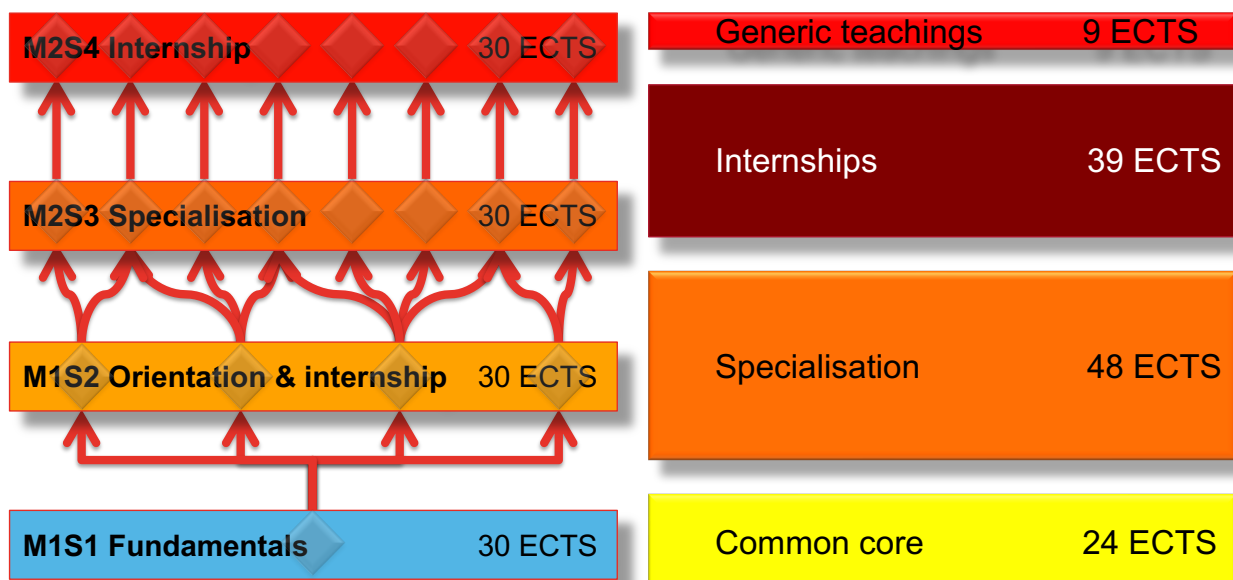 M2S4 Internship 30 ECTS
M2S3 Specialisation 30 ECTS
M1S2 Orientation & internship 30 ECTS
M1S1 Fundamentals 30 ECTS
Generic teachings 9 ECTS
Internships 39 ECTS
Specialisation 48 ECTS
Common core 24 ECTS